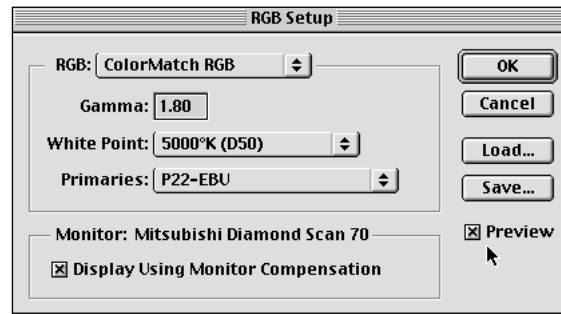 RGB Setup
RGB: ColorMatch RGB
Gamma: 1.80
White Point: 5000°K (D50)
Primaries: P22-EBU
Monitor: Mitsubishi Diamond Scan 70
Display Using Monitor Compensation
OK
Cancel
Load...
Save...
Preview